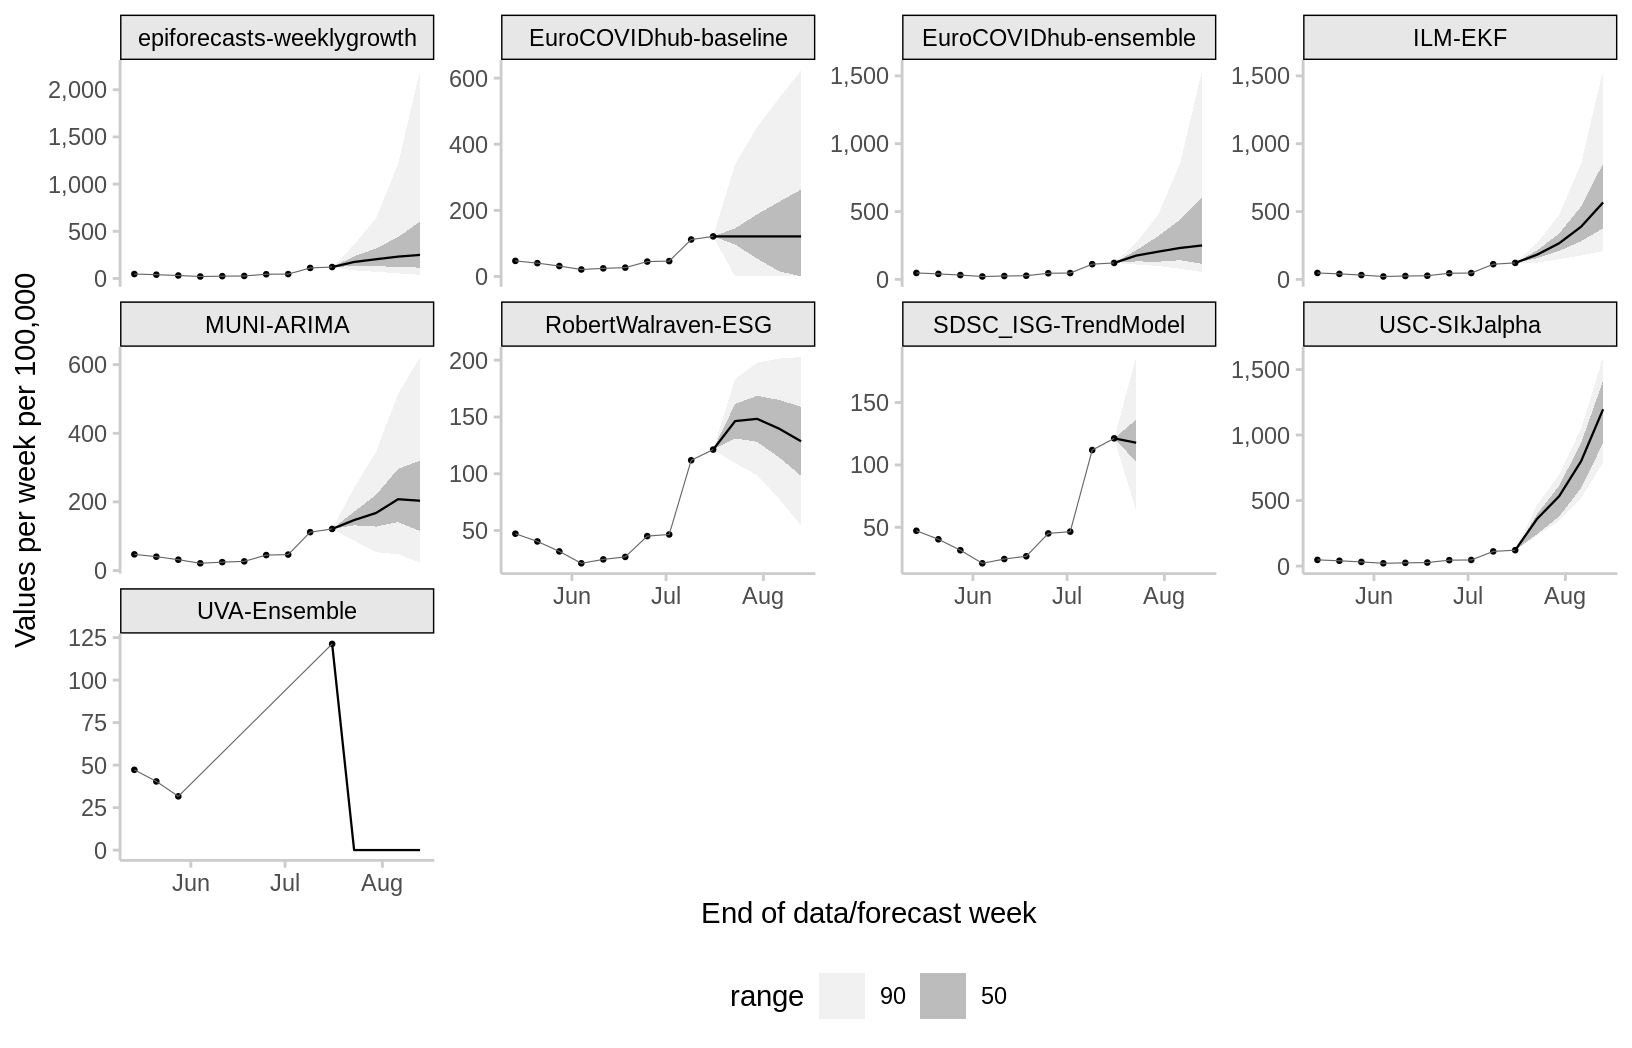 epiforecasts-weeklygrowth
EuroCOVIDhub-baseline
EuroCOVIDhub-ensemble
ILM-EKF
2,000
1,500
1,000
500
0
600
400
200
0
1,500
1,000
500
0
1,500
1,000
500
0
MUNI-ARIMA
RobertWalraven-ESG
SDSC_ISG-TrendModel
USC-SIkJalpha
600
400
200
0
200
150
100
50
Jun Jul Aug
150
100
50
Jun Jul Aug
1,500
1,000
500
0
Jun Jul Aug
UVA-Ensemble
125
100
75
50
25
0
Jun Jul Aug
Values per week per 100,000
End of data/forecast week
range 90 50